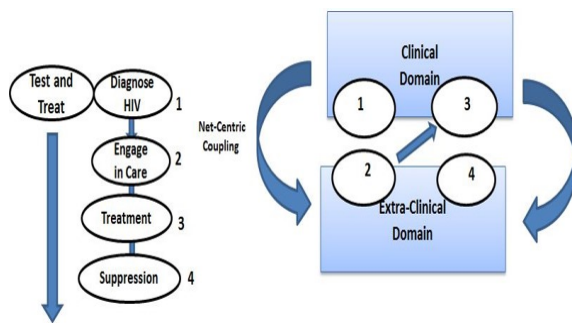 Test and
Treat
Diagnose
HIV
1
Engage
in Care
2
Treatment
3
Suppression
4
Net-Centric
Coupling
Clinical
Domain
1
3
2
4
Extra-Clinical
Domain